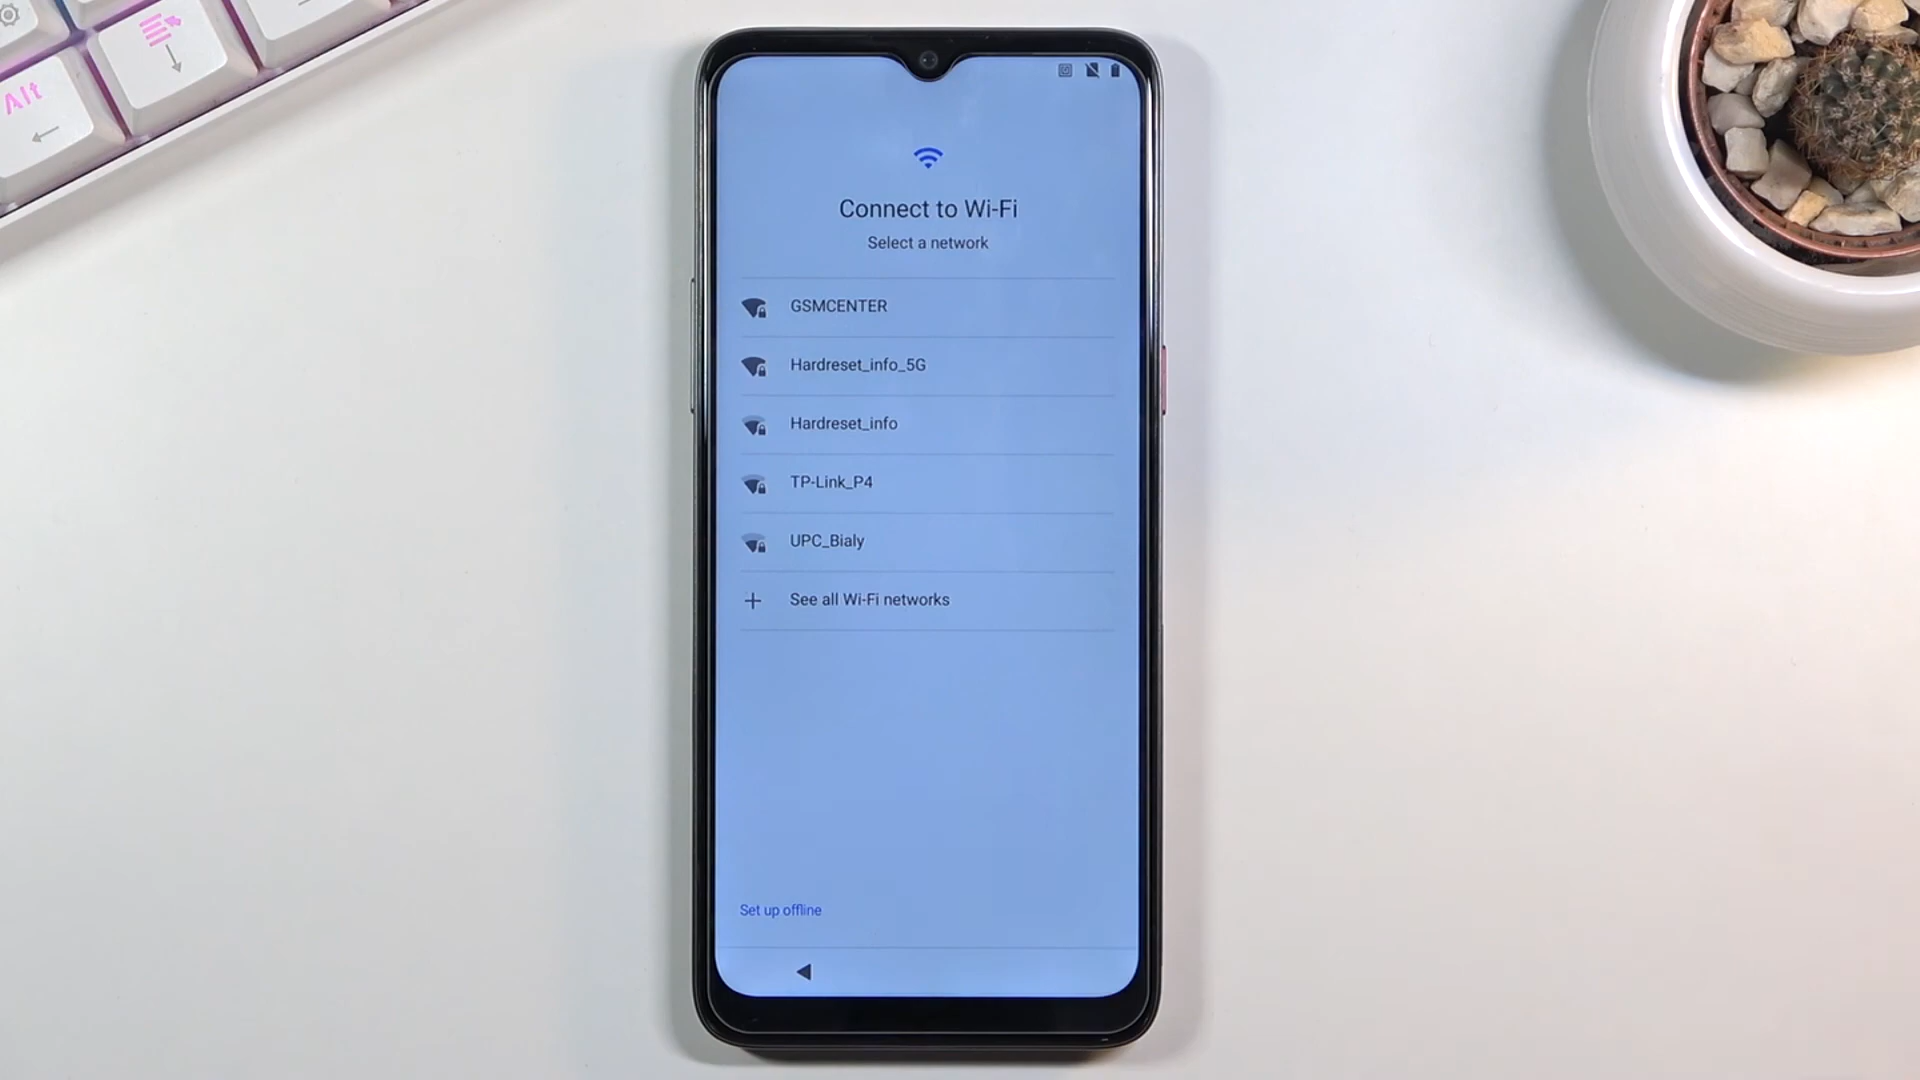 Alt
Connect to Wi-Fi
Select a network
GSMCENTER
Hardreset_info_5G
Hardreset_info
TP-Link_P4
UPC_Bialy
See all Wi-Fi networks
Set up offline